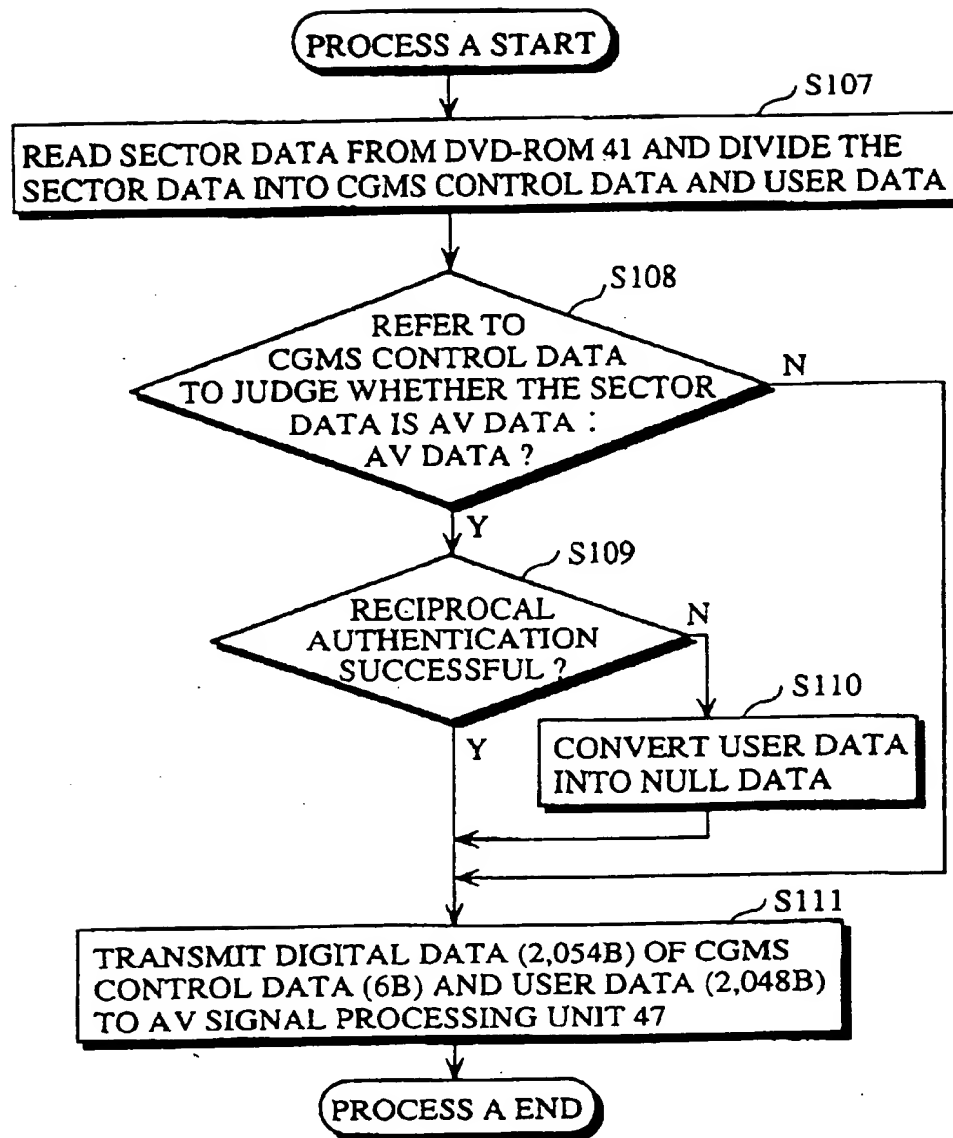 PROCESS A START
S107
READ SECTOR DATA FROM DVD-ROM 41 AND DIVIDE THE
SECTOR DATA INTO CGMS CONTROL DATA AND USER DATA
S108
REFER TO
CGMS CONTROL DATA
TO JUDGE WHETHER THE SECTOR
DATA IS AV DATA :
AV DATA ?
N
Y
S109
RECIPROCAL
AUTHENTICATION
SUCCESSFUL ?
N
Y
S110
CONVERT USER DATA
INTO NULL DATA
S111
TRANSMIT DIGITAL DATA (2,054B) OF CGMS
CONTROL DATA (6B) AND USER DATA (2,048B)
TO AV SIGNAL PROCESSING UNIT 47
PROCESS A END